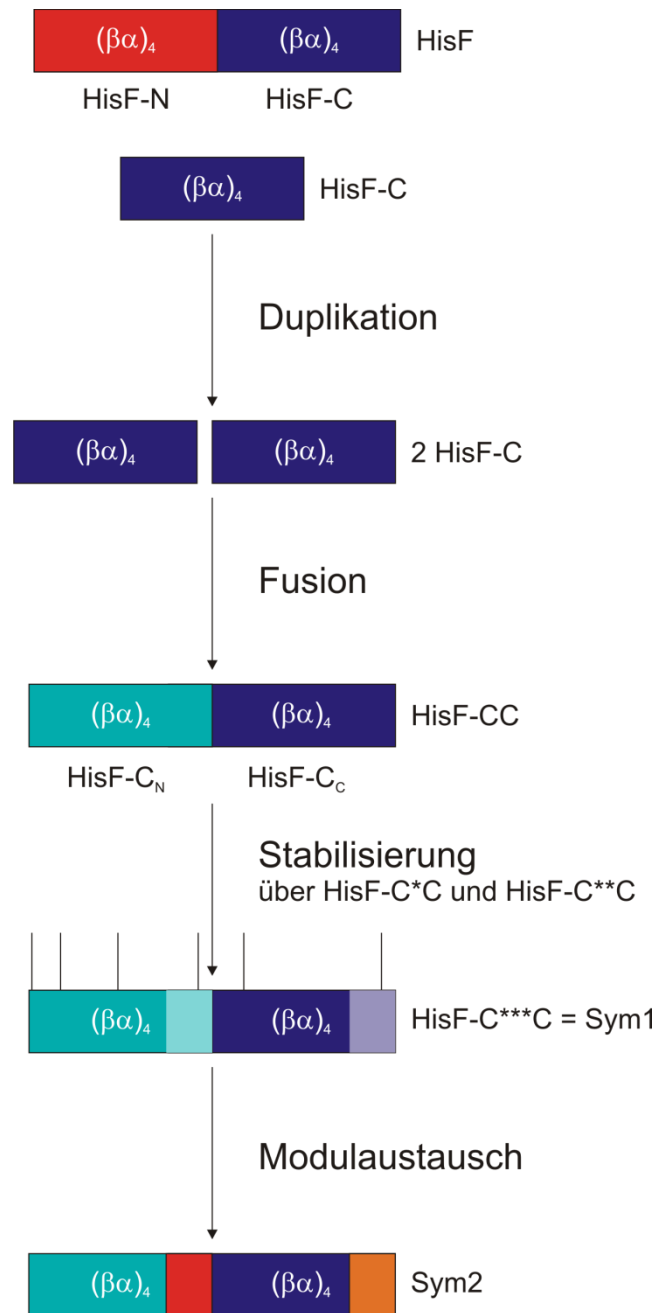 (βα)₄ (βα)₄ HisF
HisF-N HisF-C
(βα)₄ HisF-C
Duplikation
(βα)₄ (βα)₄ 2 HisF-C
Fusion
(βα)₄ (βα)₄ HisF-CC
HisF-C_N HisF-C_C
Stabilisierung
über HisF-C*C und HisF-C**C
(βα)₄ (βα)₄ HisF-C***C = Sym1
Modulaustausch
(βα)₄ (βα)₄ Sym2